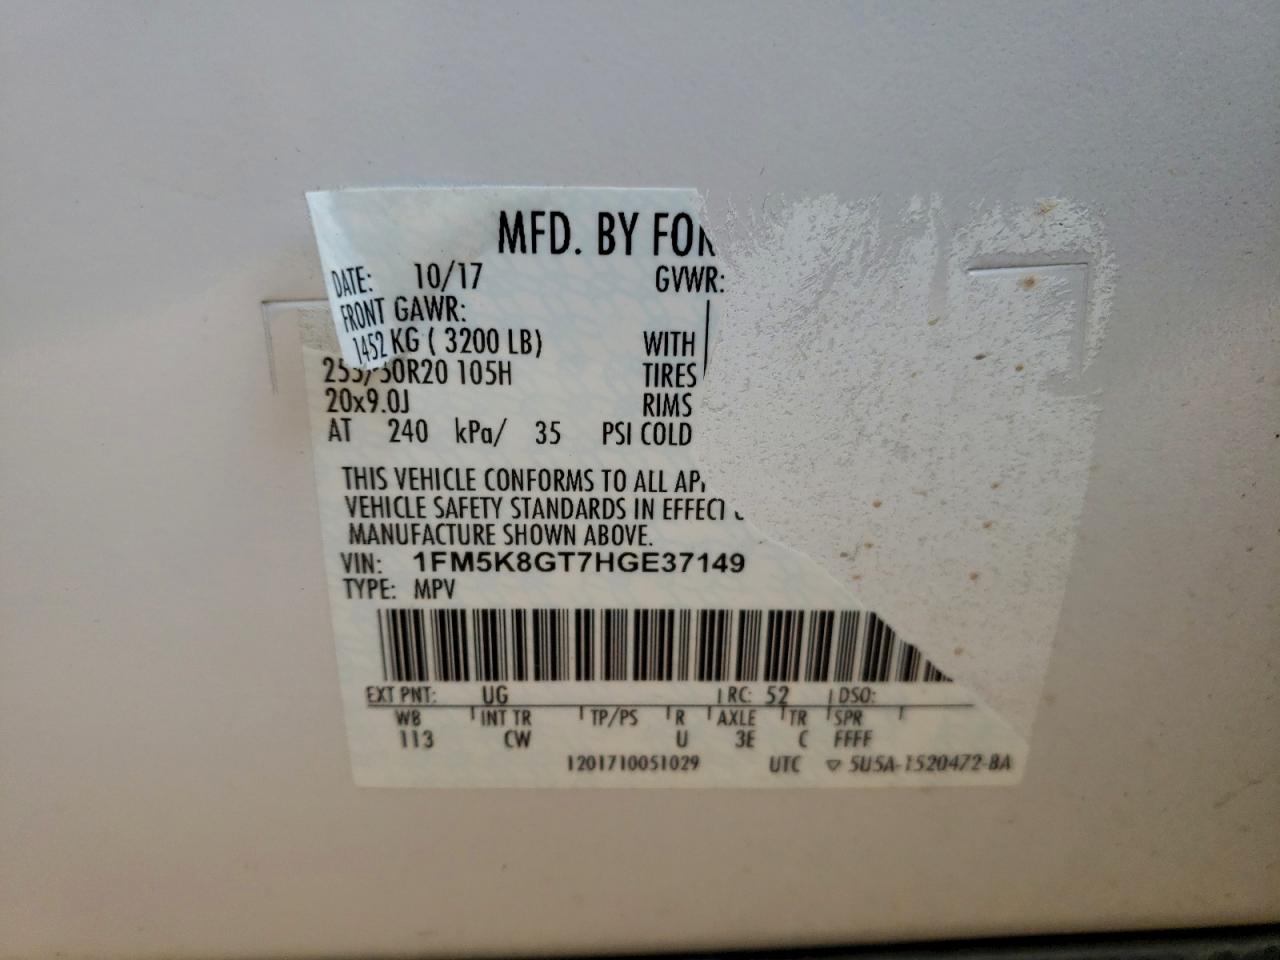 MFD. BY FOR
DATE: 10/17 GVWR:
FRONT GAWR:
1452 KG ( 3200 LB) WITH
255/50R20 105H TIRES
20x9.0J RIMS
AT 240 kPa/ 35 PSI COLD
THIS VEHICLE CONFORMS TO ALL AP
VEHICLE SAFETY STANDARDS IN EFFECT
MANUFACTURE SHOWN ABOVE.
VIN: 1FM5K8GT7HGE37149
TYPE: MPV
EXT PNT: UG RC: 52 DSO:
WB INT TR TP/PS R AXLE TR SPR
113 CW U 3E C FFFF
1201710051029 UTC ▽ 5U5A-1520472-BA